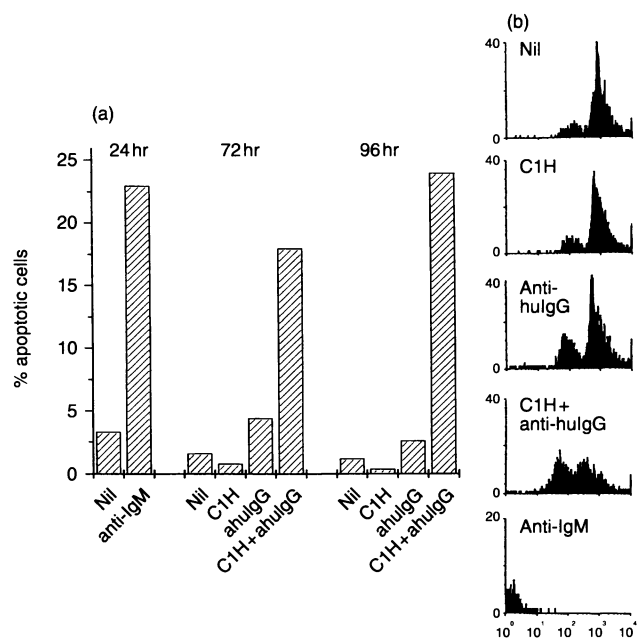 (a)
24 hr
72 hr
96 hr
% apoptotic cells
25
20
15
10
5
0
Nil
anti-IgM
Nil
C1H
ahuIgG
C1H + ahuIgG
Nil
C1H
ahuIgG
C1H + ahuIgG
(b)
40
Nil
0
40
C1H
0
40
Anti-
huIgG
0
40
C1H +
anti-huIgG
0
20
Anti-IgM
0
10⁰ 10¹ 10² 10³ 10⁴